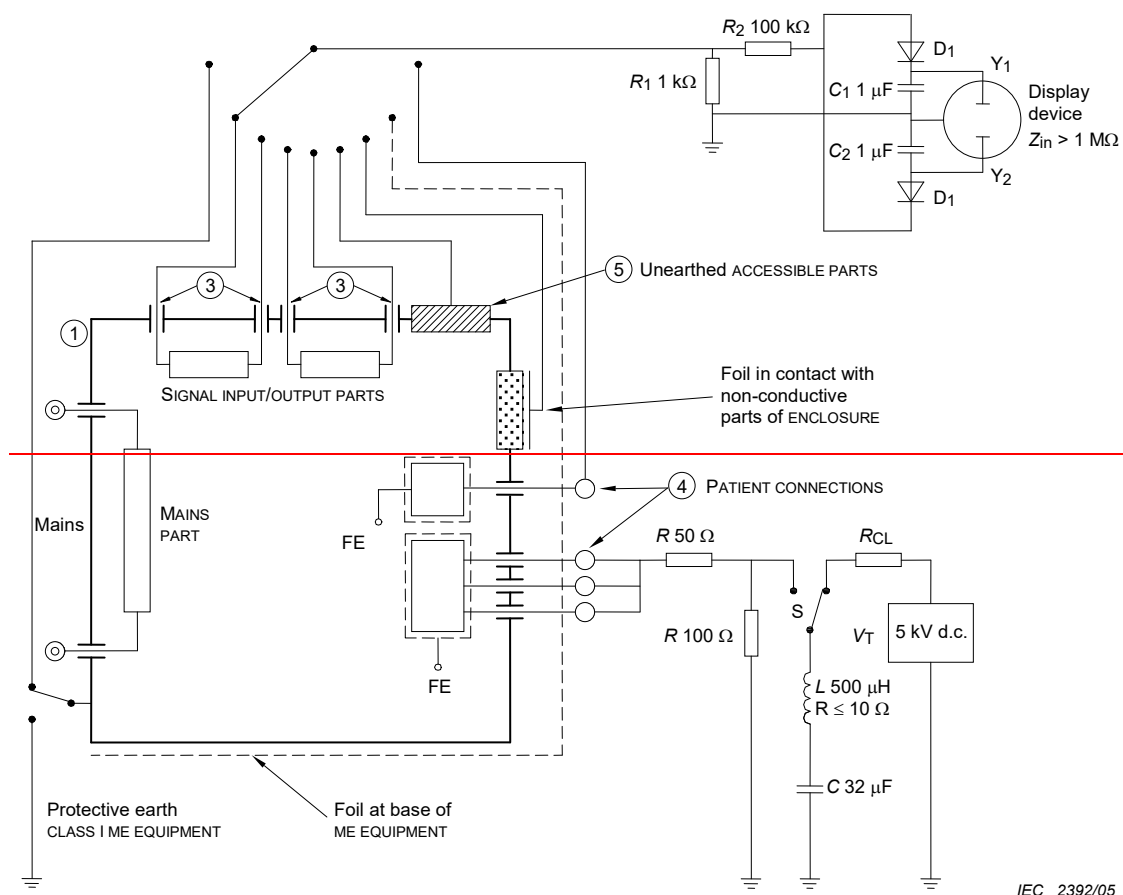 R2 100 kΩ
D1
Y1
R1 1 kΩ
C1 1 µF
Display
device
Zin > 1 MΩ
C2 1 µF
Y2
D1
5 Unearthed ACCESSIBLE PARTS
3
3
1
SIGNAL INPUT/OUTPUT PARTS
Foil in contact with
non-conductive
parts of ENCLOSURE
4 PATIENT CONNECTIONS
Mains
MAINS
PART
FE
R 50 Ω
RCL
S
R 100 Ω
VT
5 kV d.c.
FE
L 500 µH
R ≤ 10 Ω
C 32 µF
Protective earth
CLASS I ME EQUIPMENT
Foil at base of
ME EQUIPMENT
IEC 2392/05